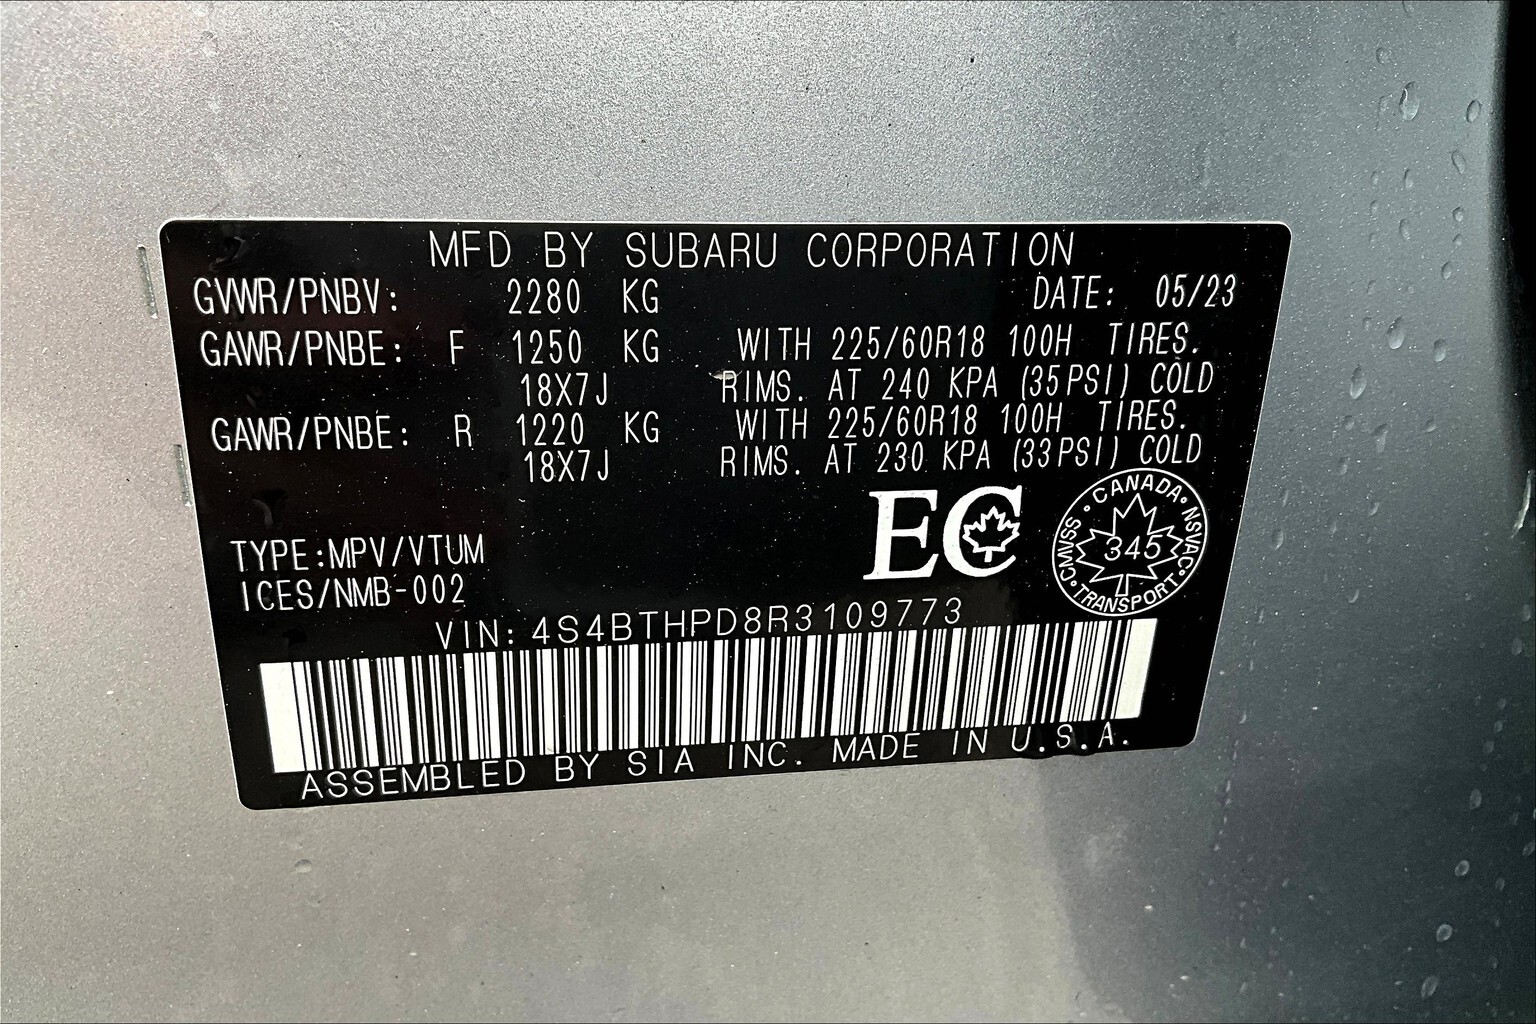 MFD BY SUBARU CORPORATION
GVWR/PNBV: 2280 KG DATE: 05/23
GAWR/PNBE: F 1250 KG WITH 225/60R18 100H TIRES.
18X7J RIMS. AT 240 KPA (35PSI) COLD
GAWR/PNBE: R 1220 KG WITH 225/60R18 100H TIRES.
18X7J RIMS. AT 230 KPA (33PSI) COLD
EC
CANADA • NSVAC • TRANSPORT • CMVSS •
345
TYPE:MPV/VTUM
ICES/NMB-002
VIN: 4S4BTHPD8R3109773
ASSEMBLED BY SIA INC. MADE IN U.S.A.